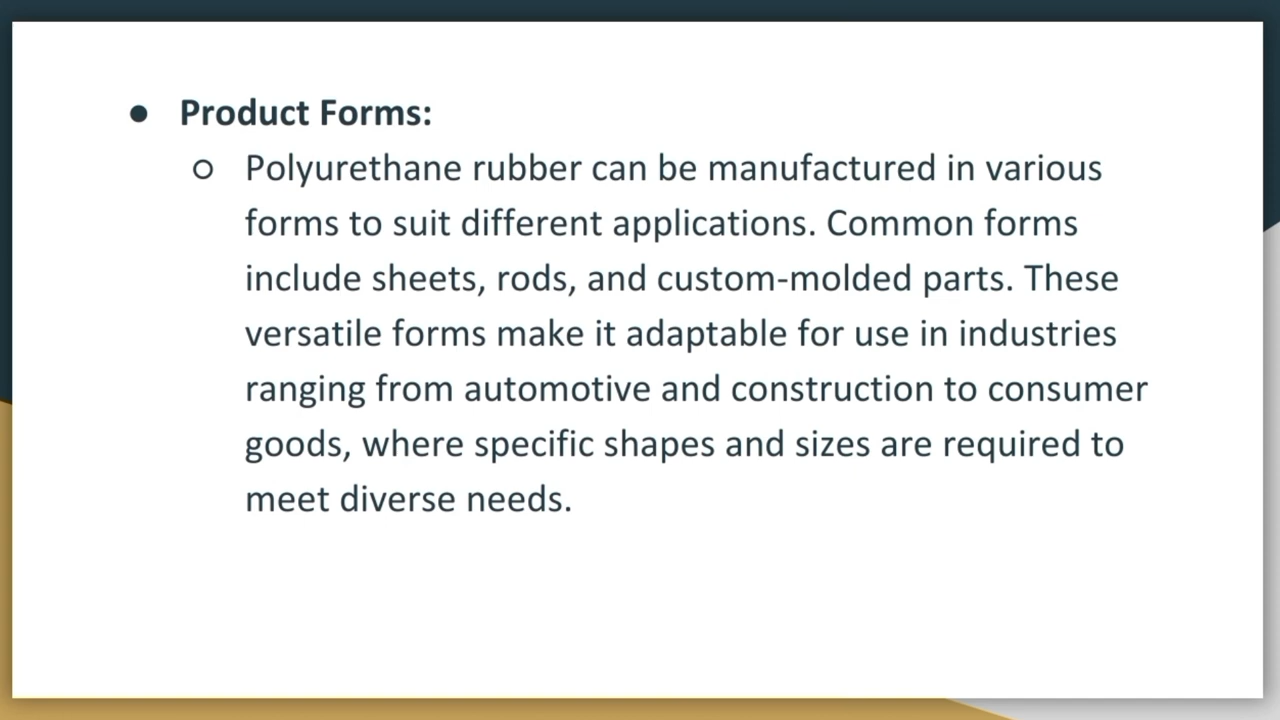 ● Product Forms:
○ Polyurethane rubber can be manufactured in various
forms to suit different applications. Common forms
include sheets, rods, and custom-molded parts. These
versatile forms make it adaptable for use in industries
ranging from automotive and construction to consumer
goods, where specific shapes and sizes are required to
meet diverse needs.